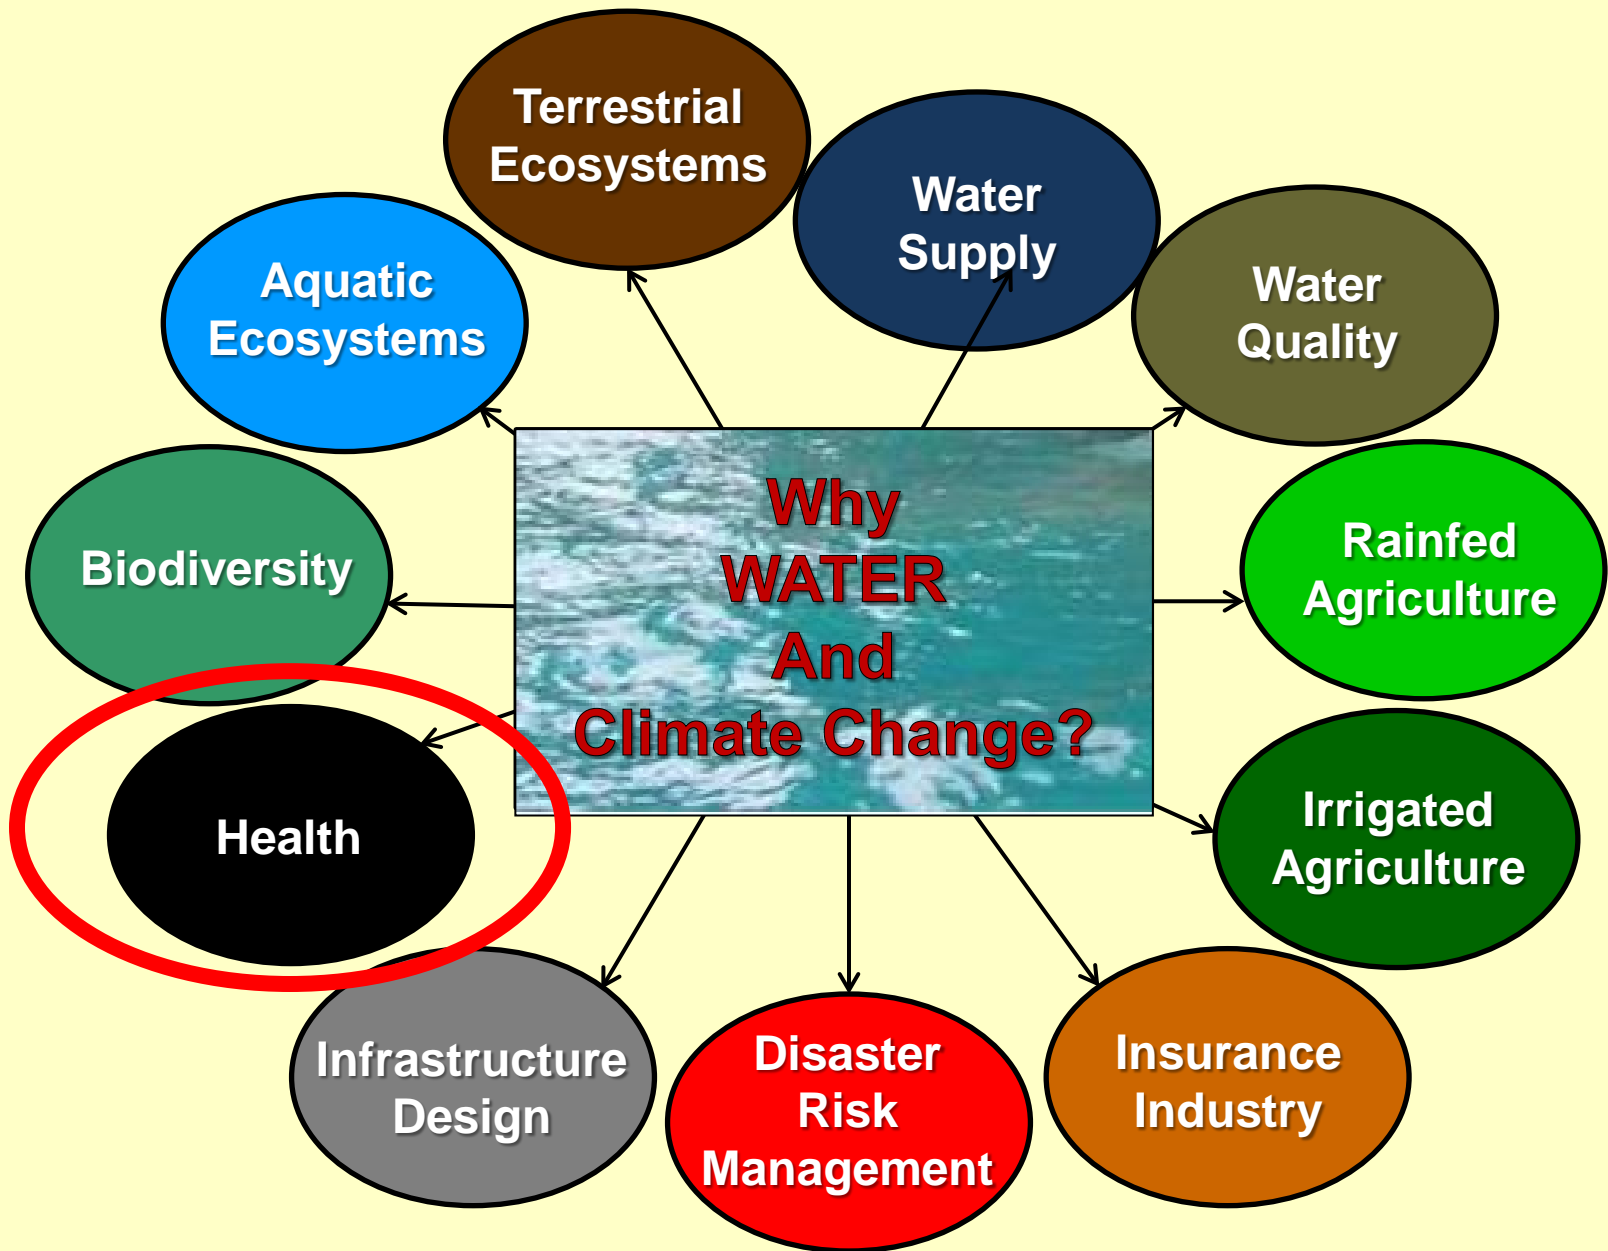 Terrestrial
Ecosystems
Water
Supply
Water
Quality
Aquatic
Ecosystems
Why
WATER
And
Climate Change?
Biodiversity
Rainfed
Agriculture
Health
Irrigated
Agriculture
Infrastructure
Design
Disaster
Risk
Management
Insurance
Industry